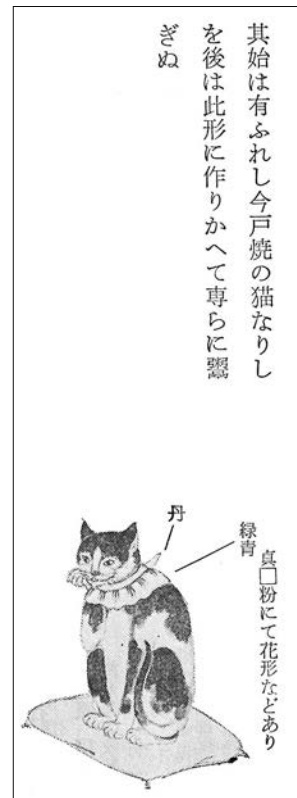 其始は有ふれし今戸焼の猫なりし
を後は此形に作りかへて専らに鬻
ぎぬ
丹
緑青
真□粉にて花形などあり